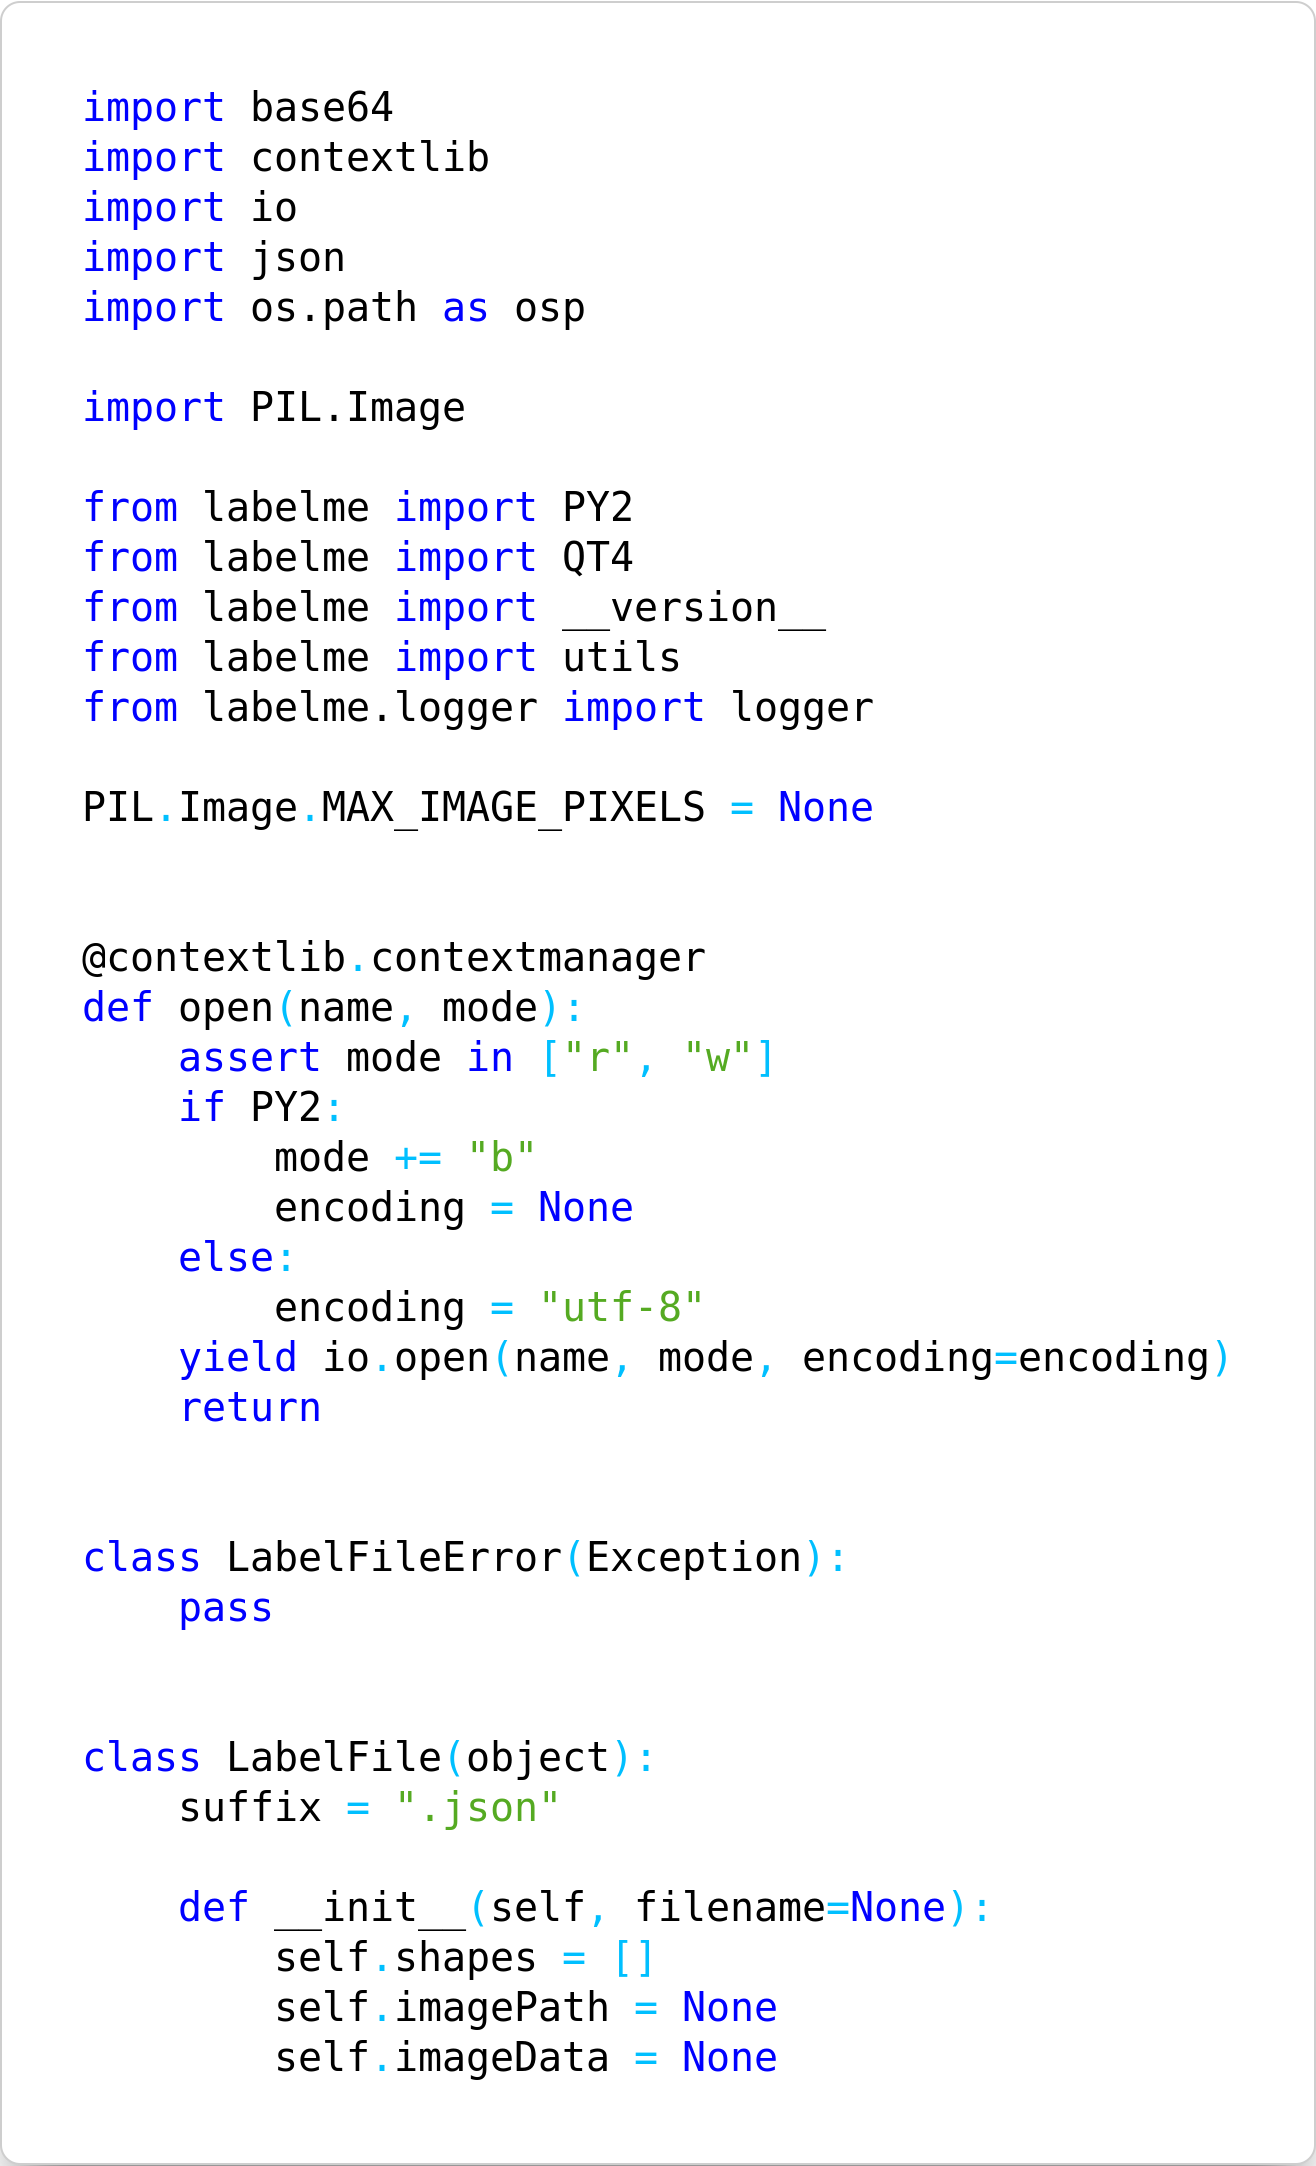 import base64
import contextlib
import io
import json
import os.path as osp

import PIL.Image

from labelme import PY2
from labelme import QT4
from labelme import __version__
from labelme import utils
from labelme.logger import logger

PIL.Image.MAX_IMAGE_PIXELS = None


@contextlib.contextmanager
def open(name, mode):
    assert mode in ["r", "w"]
    if PY2:
        mode += "b"
        encoding = None
    else:
        encoding = "utf-8"
    yield io.open(name, mode, encoding=encoding)
    return


class LabelFileError(Exception):
    pass


class LabelFile(object):
    suffix = ".json"

    def __init__(self, filename=None):
        self.shapes = []
        self.imagePath = None
        self.imageData = None